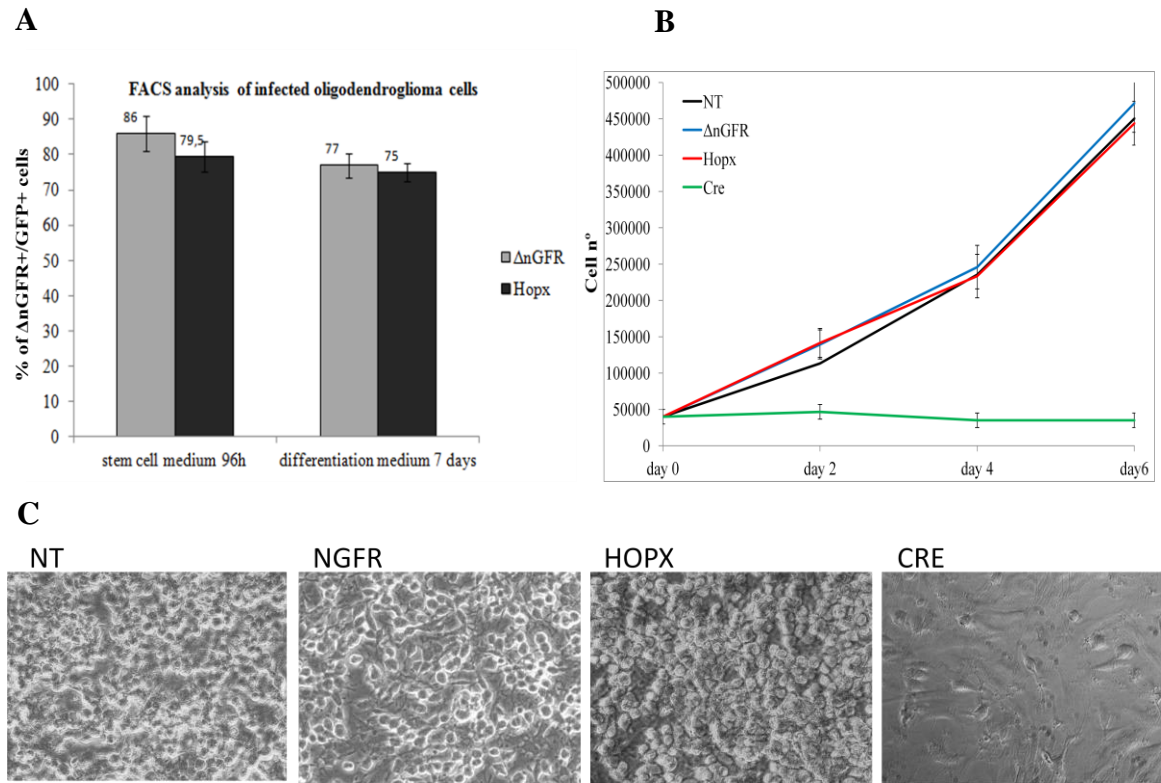 A
FACS analysis of infected oligodendroglioma cells
% of ΔnGFR+/GFP+ cells
100
90
80
70
60
50
40
30
20
10
0
86
79,5
77
75
stem cell medium 96h
differentiation medium 7 days
ΔnGFR
Hopx
B
Cell nº
500000
450000
400000
350000
300000
250000
200000
150000
100000
50000
0
NT
ΔnGFR
Hopx
Cre
day 0
day 2
day 4
day6
C
NT
NGFR
HOPX
CRE